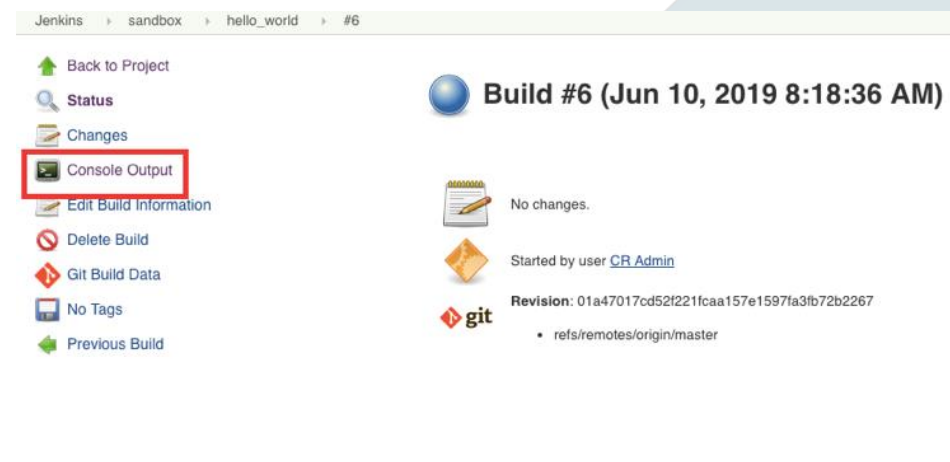 Jenkins sandbox hello_world #6
Back to Project
Status
Changes
Console Output
Edit Build Information
Delete Build
Git Build Data
No Tags
Previous Build
Build #6 (Jun 10, 2019 8:18:36 AM)
No changes.
Started by user CR Admin
git
Revision: 01a47017cd52f221fcaa157e1597fa3fb72b2267
• refs/remotes/origin/master